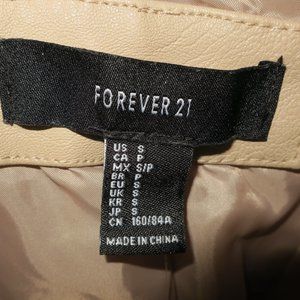 FOREVER 21
US S
CA P
MX S/P
BR P
EU S
UK S
KR S
JP S
CN 160/84A
MADE IN CHINA